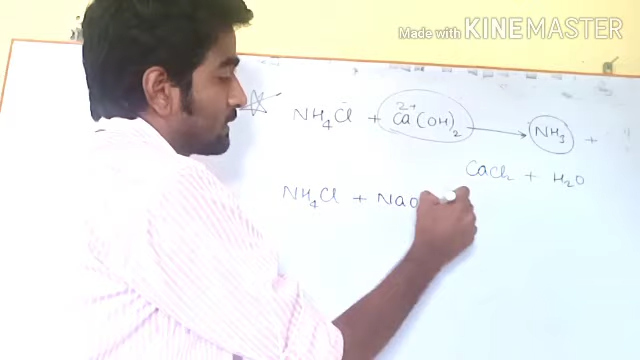 Made with KINEMASTER
NH₄Cl⁻ + Ca²⁺(OH)₂ → NH₃ +
CaCl₂ + H₂O
NH₄Cl + NaO